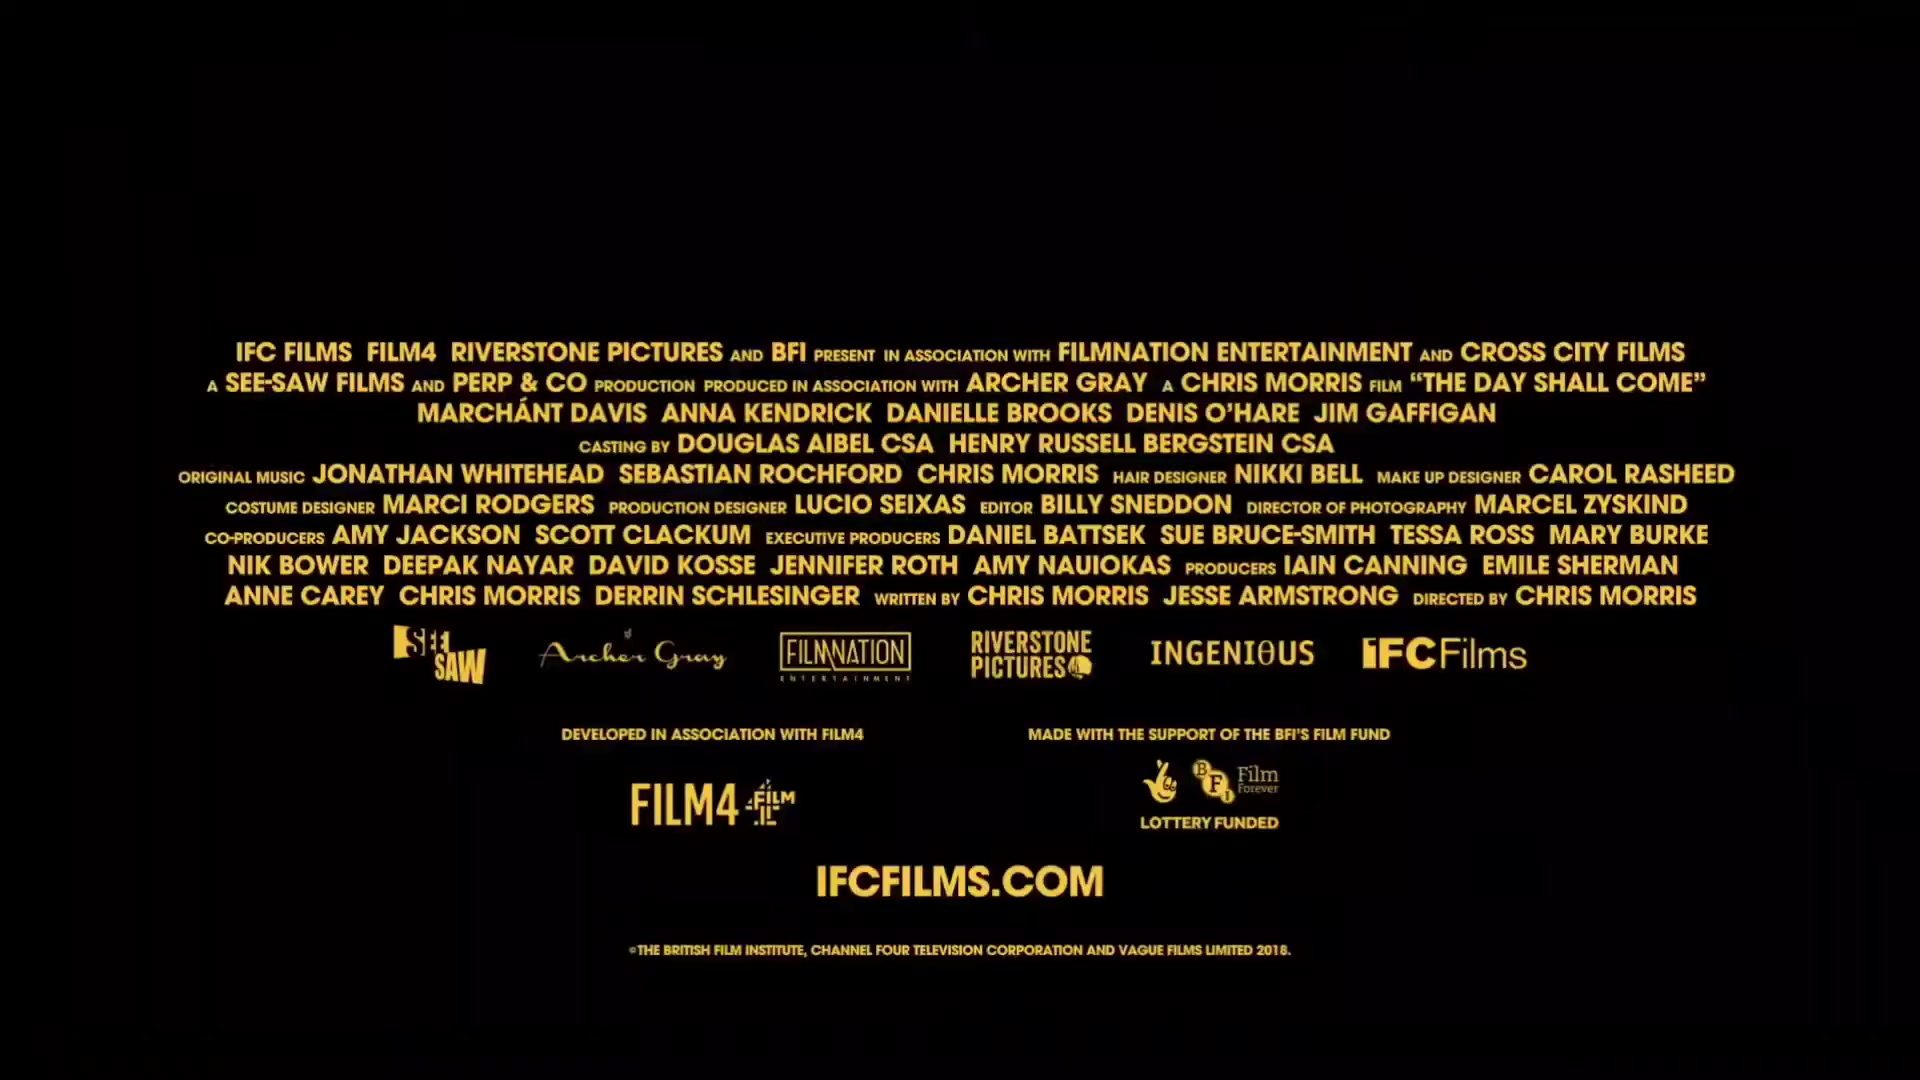 IFC FILMS FILM4 RIVERSTONE PICTURES AND BFI PRESENT IN ASSOCIATION WITH FILMNATION ENTERTAINMENT AND CROSS CITY FILMS
A SEE-SAW FILMS AND PERP & CO PRODUCTION PRODUCED IN ASSOCIATION WITH ARCHER GRAY A CHRIS MORRIS FILM “THE DAY SHALL COME”
MARCHÁNT DAVIS ANNA KENDRICK DANIELLE BROOKS DENIS O’HARE JIM GAFFIGAN
CASTING BY DOUGLAS AIBEL CSA HENRY RUSSELL BERGSTEIN CSA
ORIGINAL MUSIC JONATHAN WHITEHEAD SEBASTIAN ROCHFORD CHRIS MORRIS HAIR DESIGNER NIKKI BELL MAKE UP DESIGNER CAROL RASHEED
COSTUME DESIGNER MARCI RODGERS PRODUCTION DESIGNER LUCIO SEIXAS EDITOR BILLY SNEDDON DIRECTOR OF PHOTOGRAPHY MARCEL ZYSKIND
CO-PRODUCERS AMY JACKSON SCOTT CLACKUM EXECUTIVE PRODUCERS DANIEL BATTSEK SUE BRUCE-SMITH TESSA ROSS MARY BURKE
NIK BOWER DEEPAK NAYAR DAVID KOSSE JENNIFER ROTH AMY NAUIOKAS PRODUCERS IAIN CANNING EMILE SHERMAN
ANNE CAREY CHRIS MORRIS DERRIN SCHLESINGER WRITTEN BY CHRIS MORRIS JESSE ARMSTRONG DIRECTED BY CHRIS MORRIS
SEE SAW
Archer Gray
FILMNATION
ENTERTAINMENT
RIVERSTONE
PICTURES
INGENIOUS
IFC Films
DEVELOPED IN ASSOCIATION WITH FILM4
MADE WITH THE SUPPORT OF THE BFI’S FILM FUND
FILM4 FILM
BFI Film
Forever
LOTTERY FUNDED
IFCFILMS.COM
©THE BRITISH FILM INSTITUTE, CHANNEL FOUR TELEVISION CORPORATION AND VAGUE FILMS LIMITED 2018.